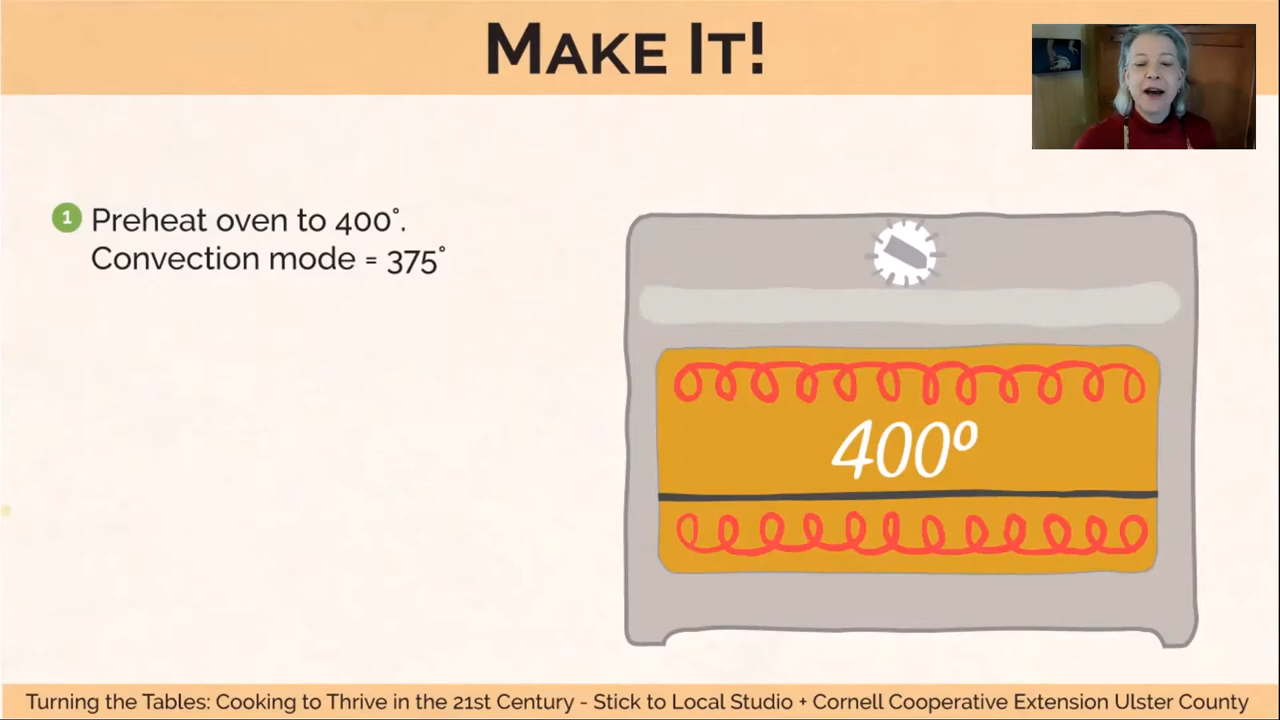 MAKE IT!
1 Preheat oven to 400°.
Convection mode = 375°
400º
Turning the Tables: Cooking to Thrive in the 21st Century - Stick to Local Studio + Cornell Cooperative Extension Ulster County